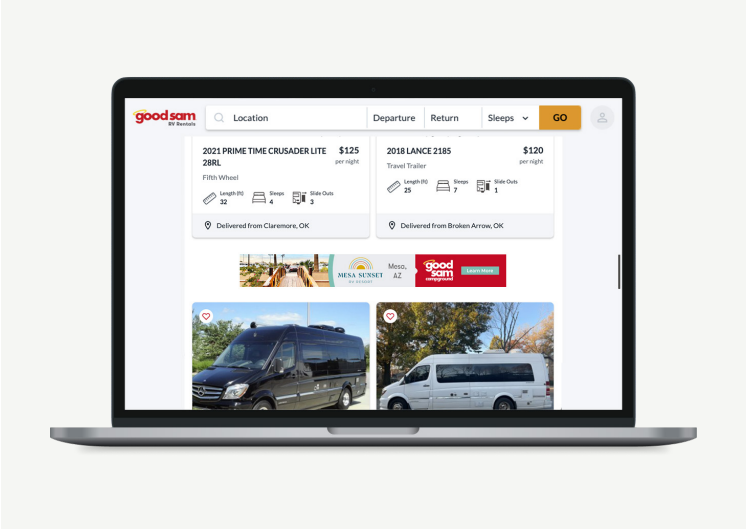 good sam
RV Rentals
Location
Departure
Return
Sleeps
GO
2021 PRIME TIME CRUSADER LITE
28RL
$125
per night
Fifth Wheel
Length (ft)
32
Sleeps
4
Slide Outs
3
Delivered from Claremore, OK
2018 LANCE 2185
$120
per night
Travel Trailer
Length (ft)
25
Sleeps
7
Slide Outs
1
Delivered from Broken Arrow, OK
MESA SUNSET
RV RESORT
Mesa,
AZ
good
sam
campground
Learn More